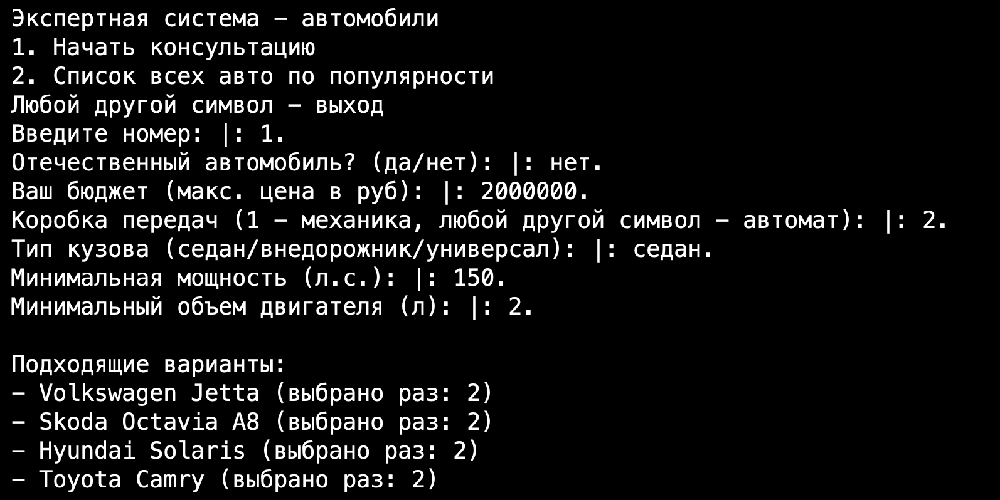 Экспертная система – автомобили
1. Начать консультацию
2. Список всех авто по популярности
Любой другой символ – выход
Введите номер: |: 1.
Отечественный автомобиль? (да/нет): |: нет.
Ваш бюджет (макс. цена в руб): |: 2000000.
Коробка передач (1 – механика, любой другой символ – автомат): |: 2.
Тип кузова (седан/внедорожник/универсал): |: седан.
Минимальная мощность (л.с.): |: 150.
Минимальный объем двигателя (л): |: 2.
Подходящие варианты:
– Volkswagen Jetta (выбрано раз: 2)
– Skoda Octavia A8 (выбрано раз: 2)
– Hyundai Solaris (выбрано раз: 2)
– Toyota Camry (выбрано раз: 2)